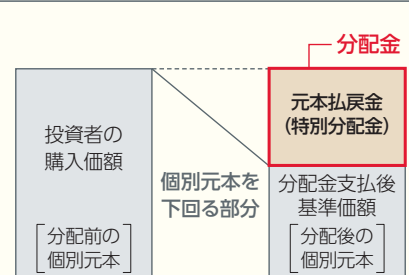 分配金
元本払戻金
(特別分配金)
投資者の
購入価額
個別元本を
下回る部分
分配金支払後
基準価額
[分配前の
個別元本]
[分配後の
個別元本]